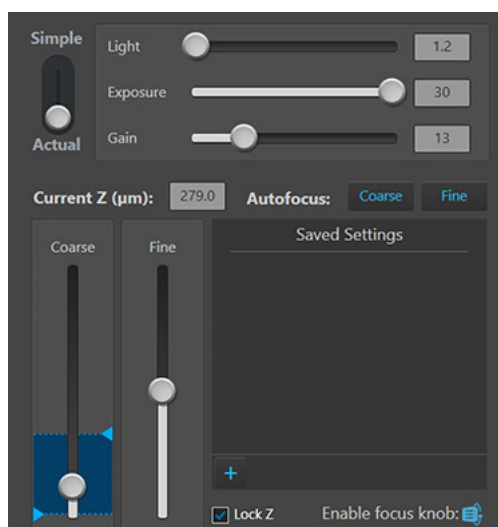 Simple
Actual
Light 1.2
Exposure 30
Gain 13
Current Z (µm): 279.0 Autofocus: Coarse Fine
Coarse Fine Saved Settings
+
Lock Z Enable focus knob: